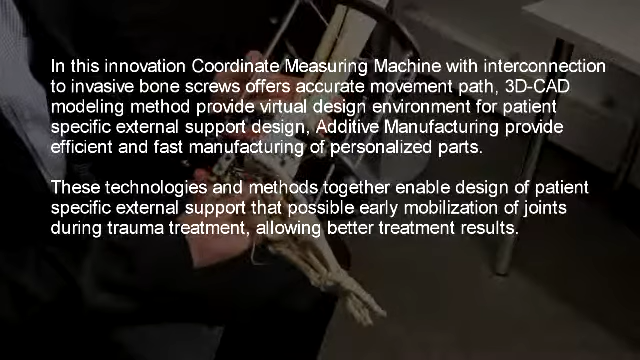 In this innovation Coordinate Measuring Machine with interconnection
to invasive bone screws offers accurate movement path, 3D-CAD
modeling method provide virtual design environment for patient
specific external support design, Additive Manufacturing provide
efficient and fast manufacturing of personalized parts.
These technologies and methods together enable design of patient
specific external support that possible early mobilization of joints
during trauma treatment, allowing better treatment results.